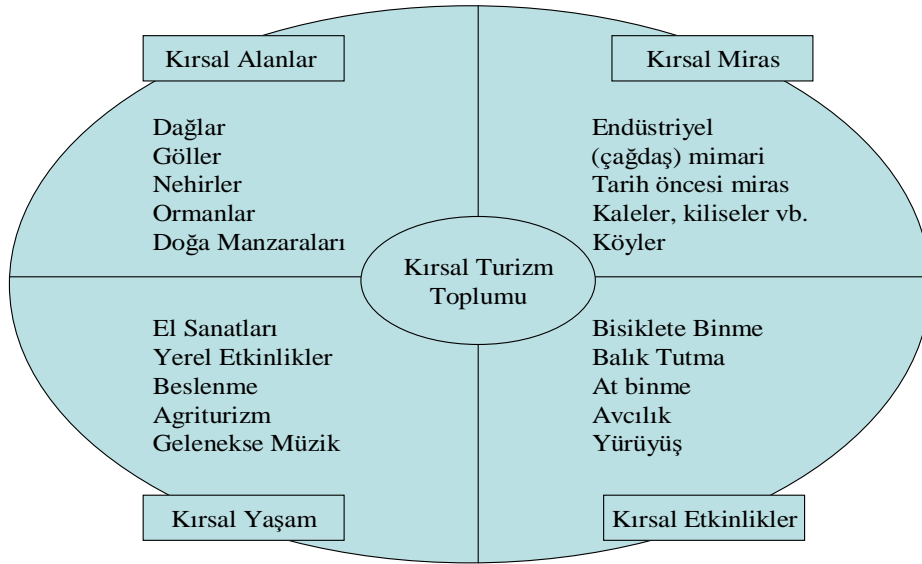 Kırsal Alanlar
Dağlar
Göller
Nehirler
Ormanlar
Doğa Manzaraları
Kırsal Miras
Endüstriyel
(çağdaş) mimari
Tarih öncesi miras
Kaleler, kiliseler vb.
Köyler
Kırsal Turizm
Toplumu
El Sanatları
Yerel Etkinlikler
Beslenme
Agriturizm
Gelenekse Müzik
Kırsal Yaşam
Bisiklete Binme
Balık Tutma
At binme
Avcılık
Yürüyüş
Kırsal Etkinlikler